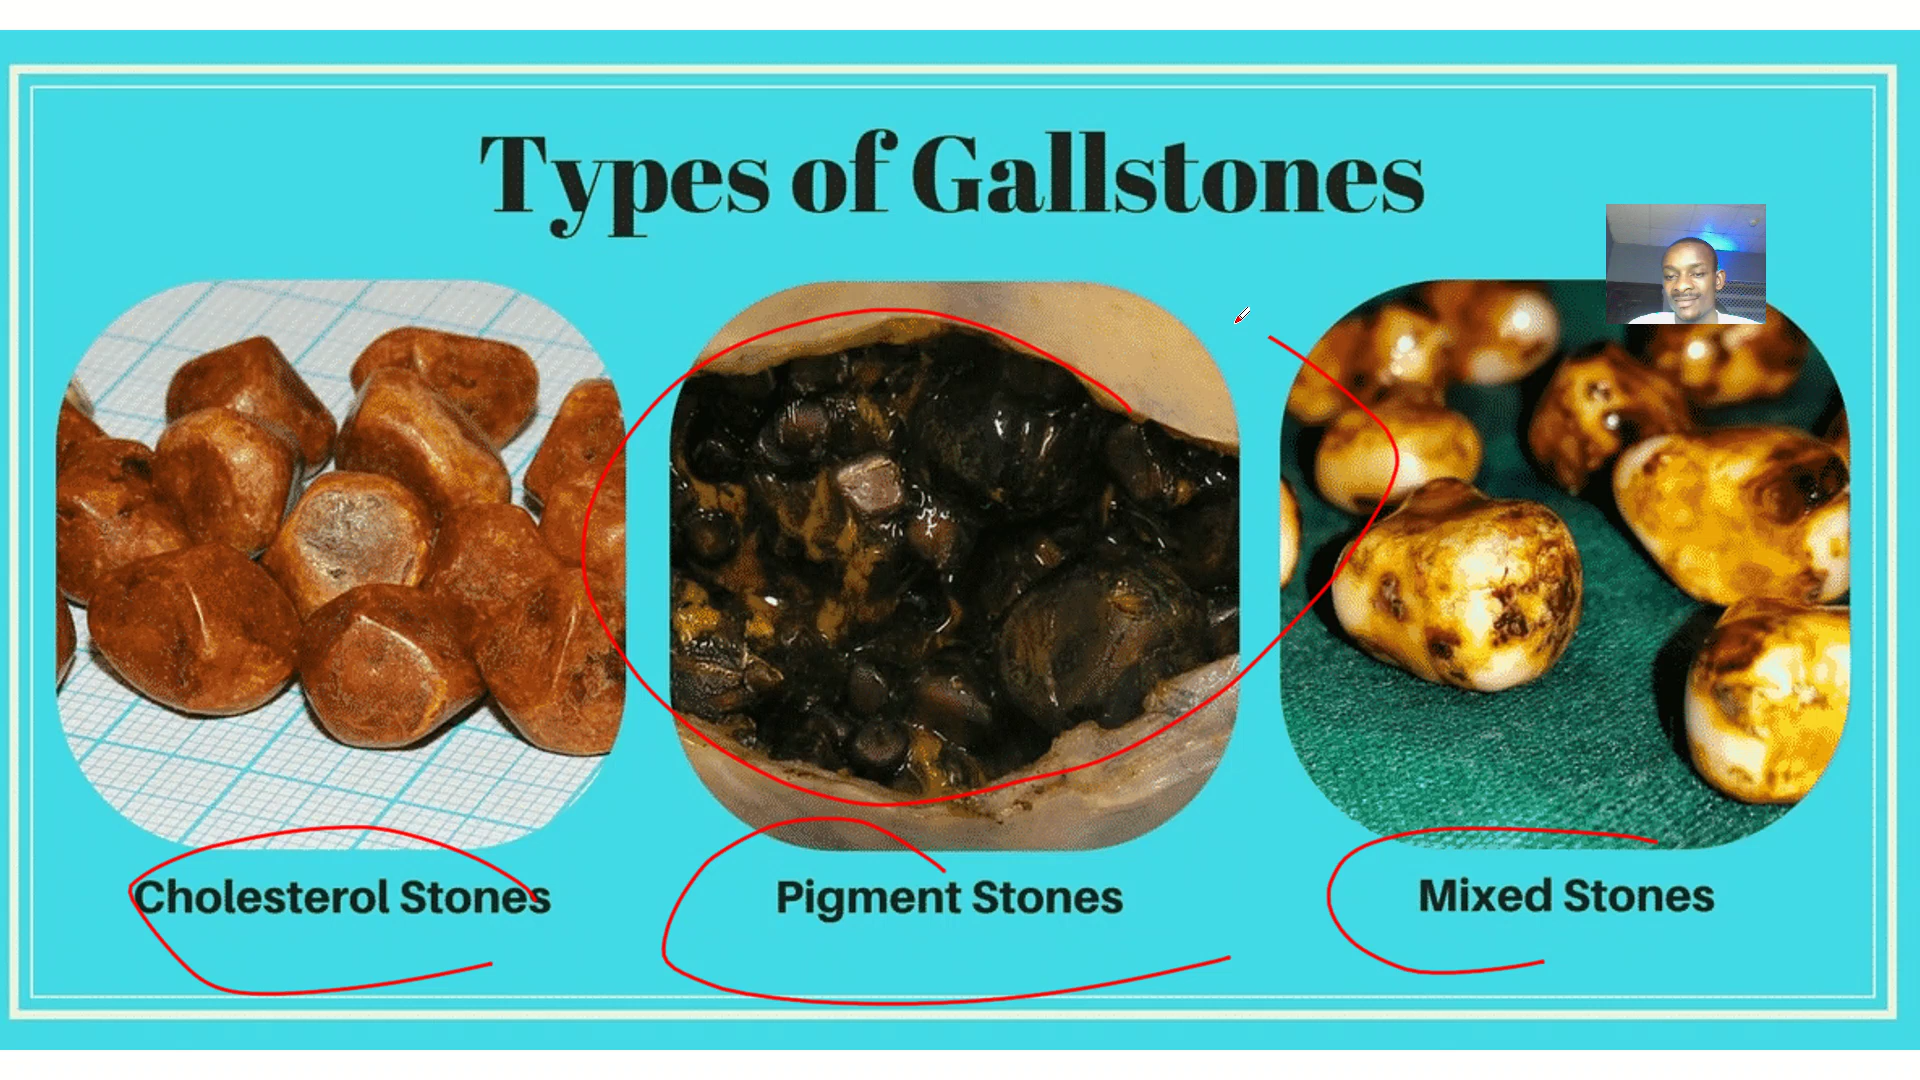 Types of Gallstones
Cholesterol Stones
Pigment Stones
Mixed Stones